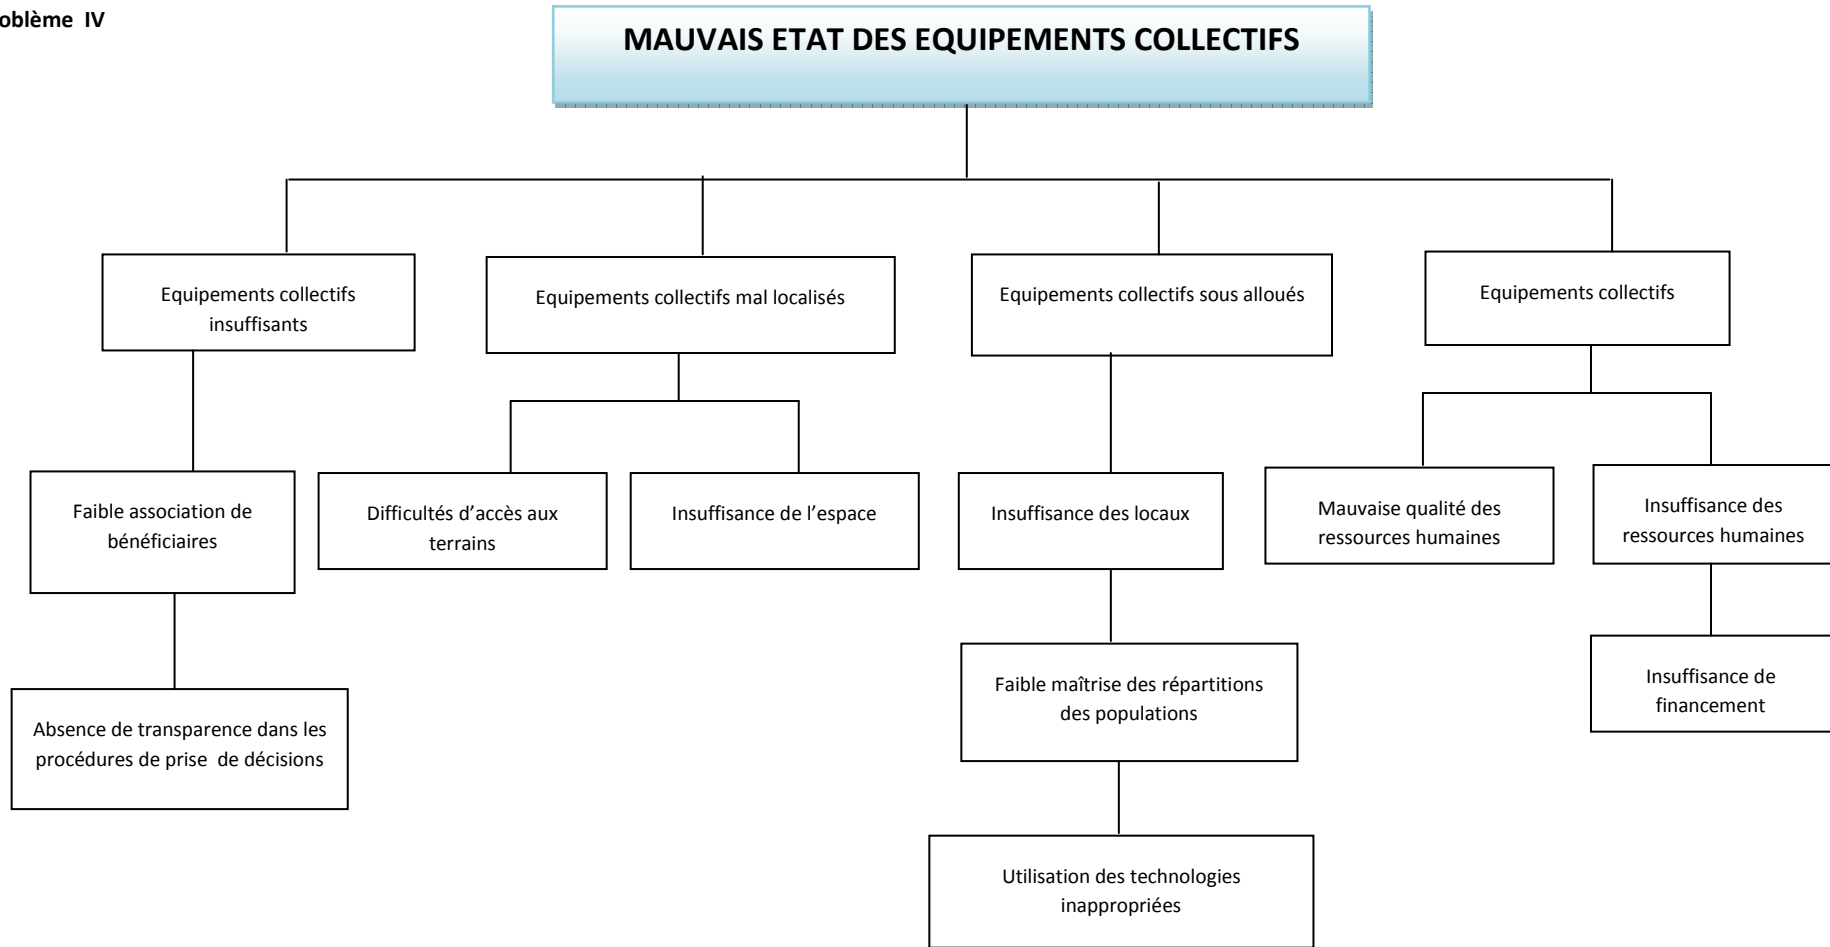 oblème IV
MAUVAIS ETAT DES EQUIPEMENTS COLLECTIFS
Equipements collectifs
insuffisants
Equipements collectifs mal localisés
Equipements collectifs sous alloués
Equipements collectifs
Faible association de
bénéficiaires
Difficultés d’accès aux
terrains
Insuffisance de l’espace
Insuffisance des locaux
Mauvaise qualité des
ressources humaines
Insuffisance des
ressources humaines
Absence de transparence dans les
procédures de prise de décisions
Faible maîtrise des répartitions
des populations
Insuffisance de
financement
Utilisation des technologies
inappropriées